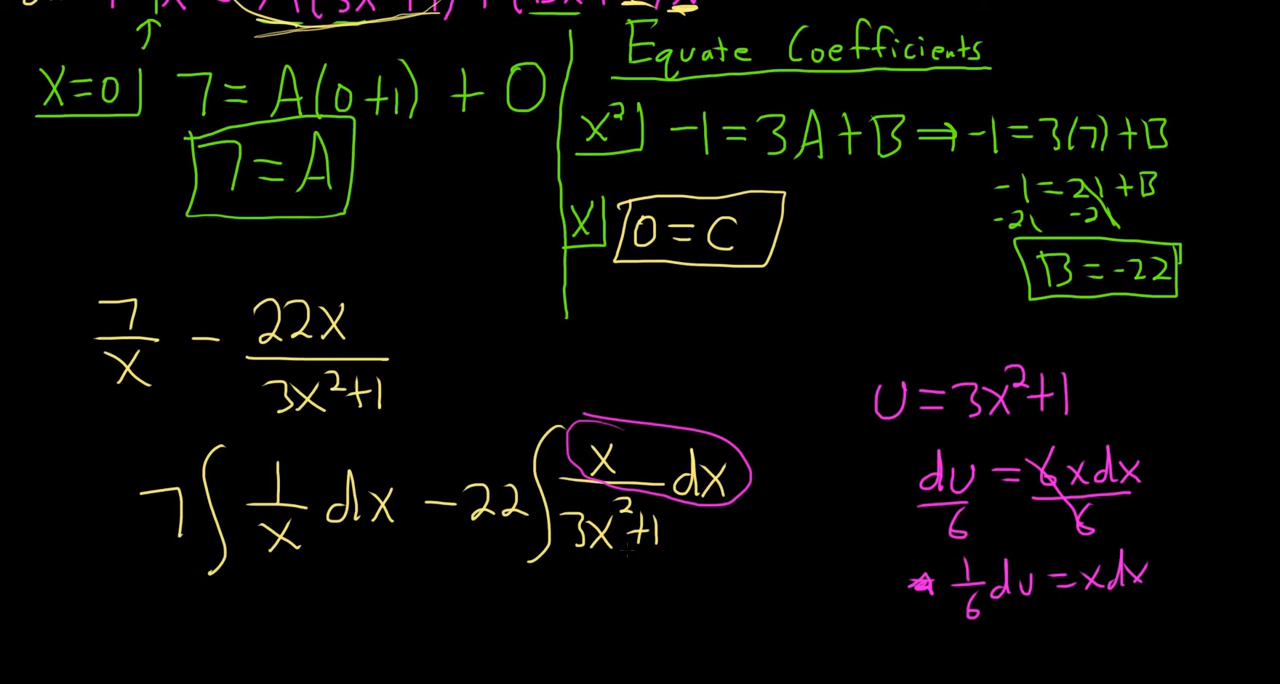 x=0 7=A(0+1) + 0
7=A
Equate Coefficients
x² -1=3A+B ⇒ -1=3(7)+B
-1=21+B
-21 -21
B=-22
x 0=C
7/x - 22x/(3x²+1)
7∫ 1/x dx - 22∫ x/(3x²+1) dx
u=3x²+1
du/6 = 6xdx/6
1/6 du = xdx